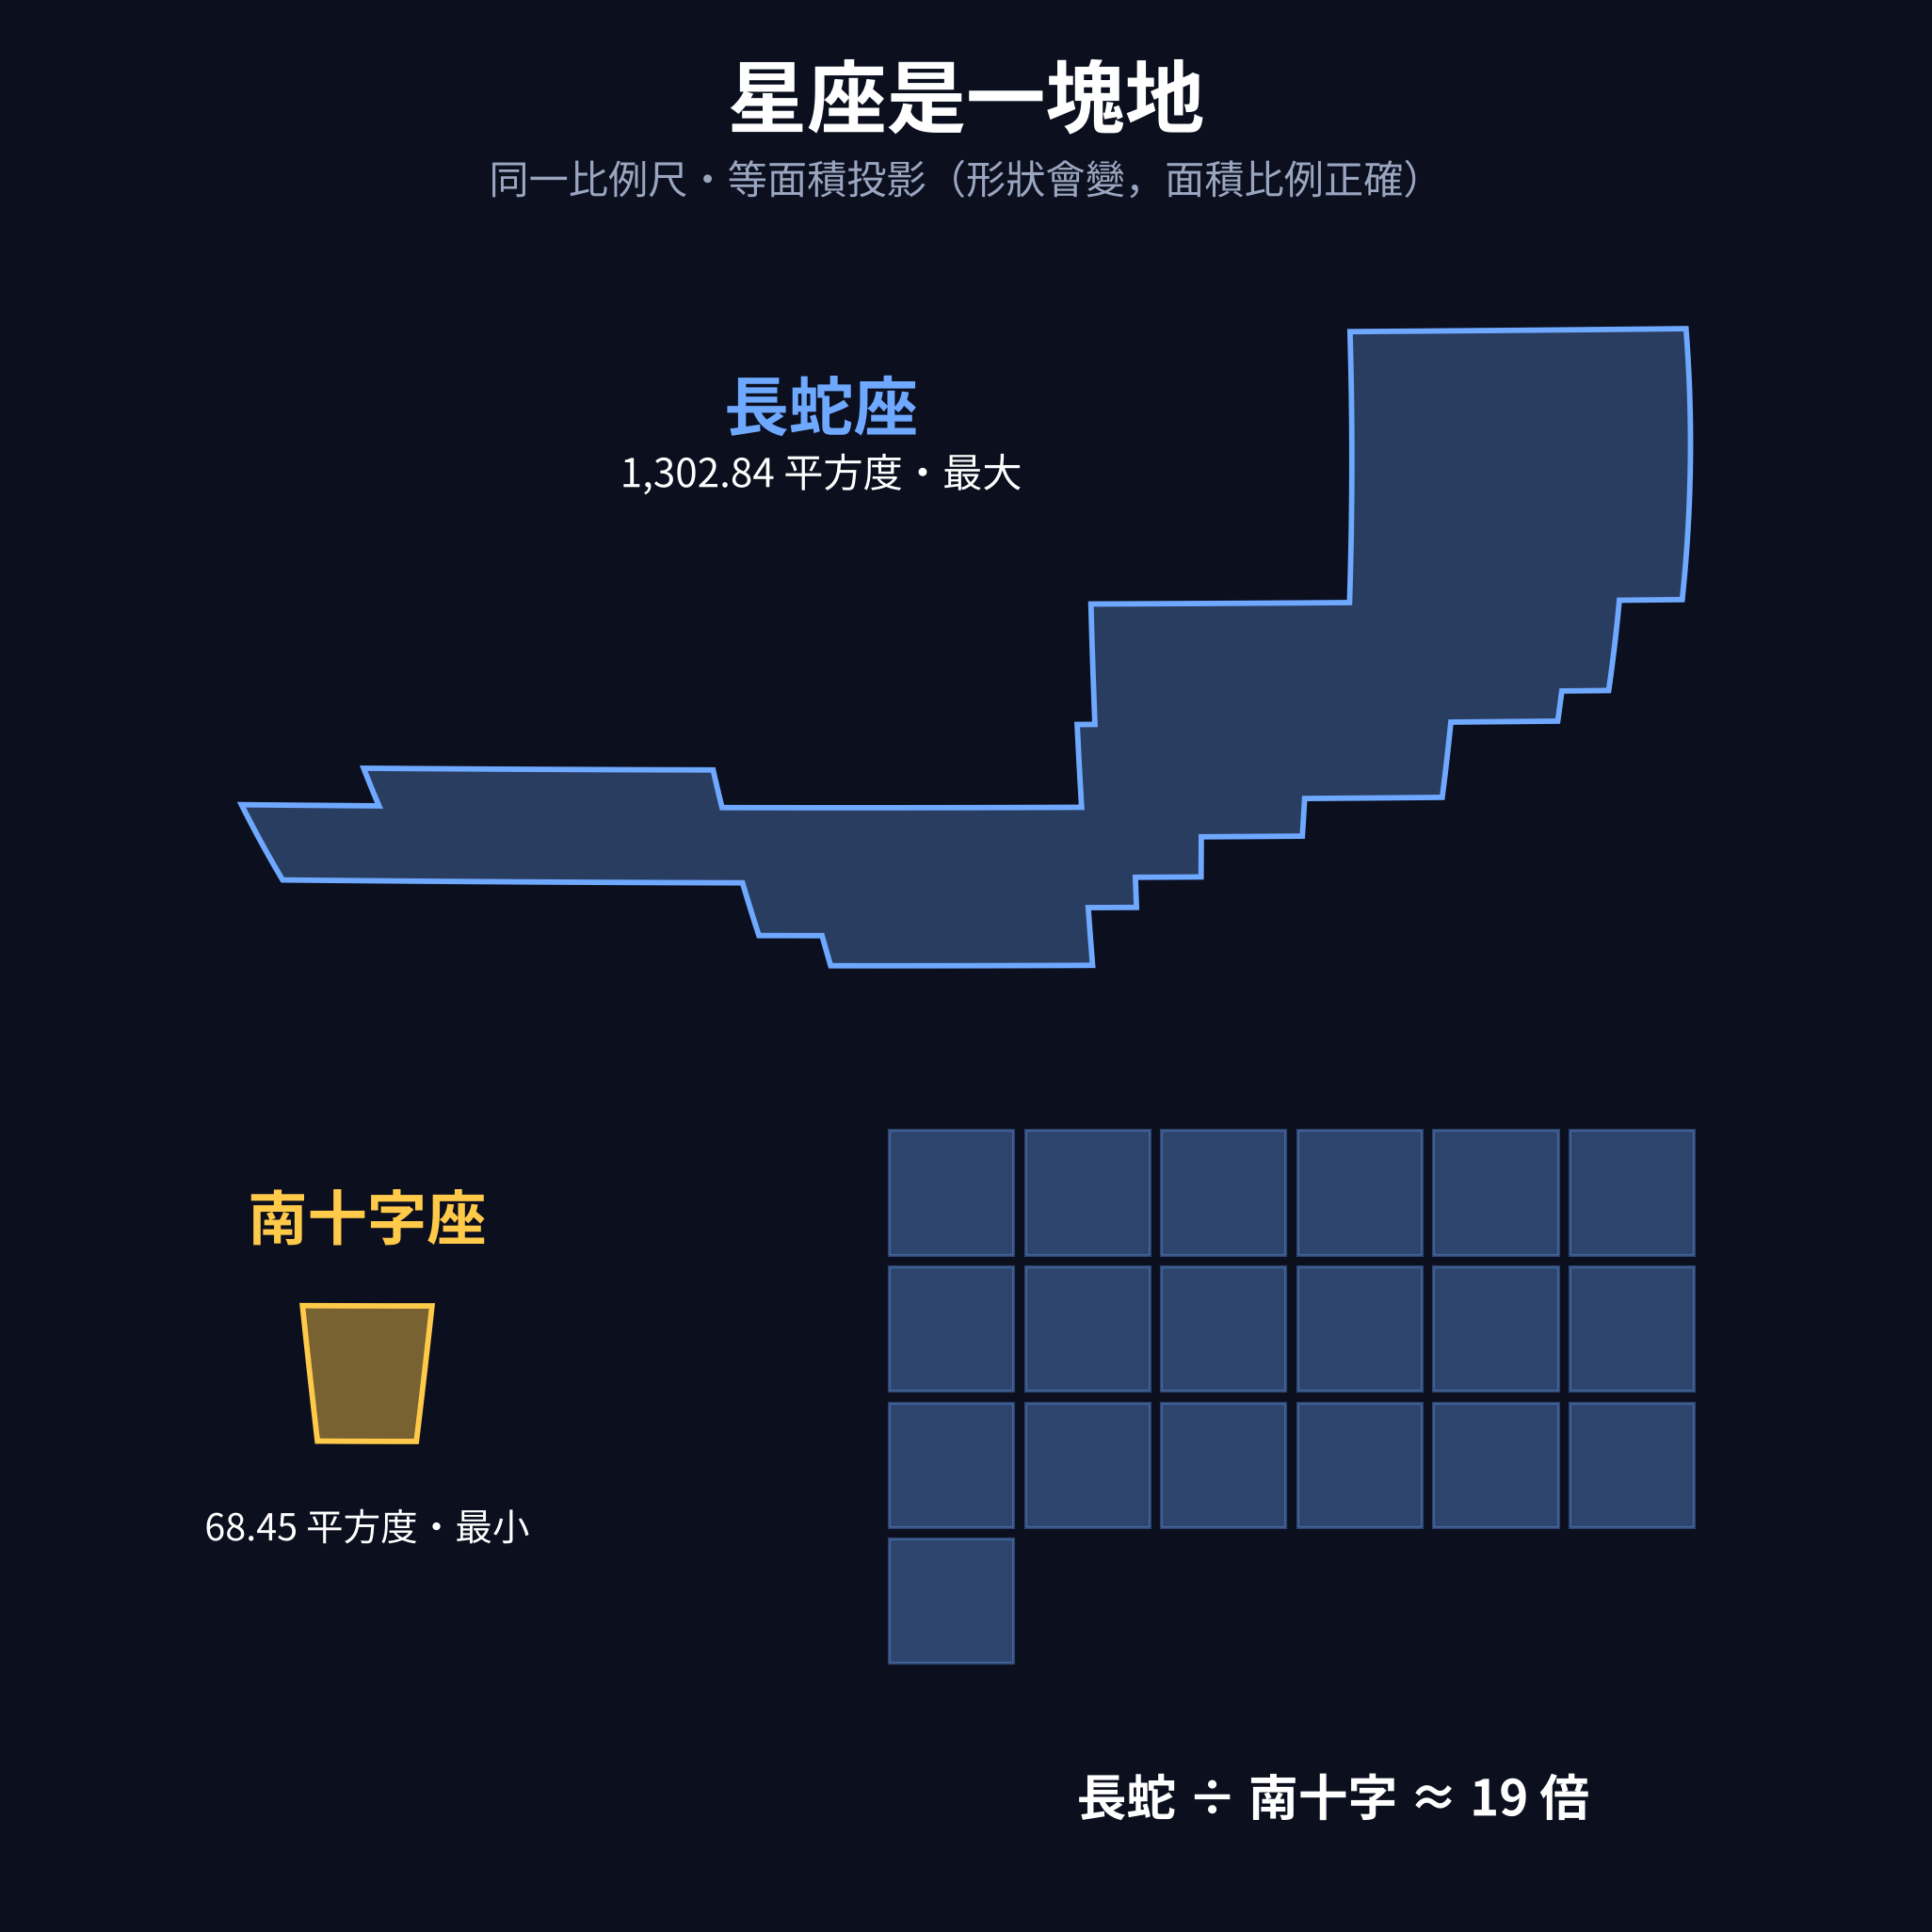 星座是一塊地
同一比例尺・等面積投影（形狀會變，面積比例正確）
長蛇座
1,302.84 平方度・最大
南十字座
68.45 平方度・最小
長蛇 ÷ 南十字 ≈ 19 倍